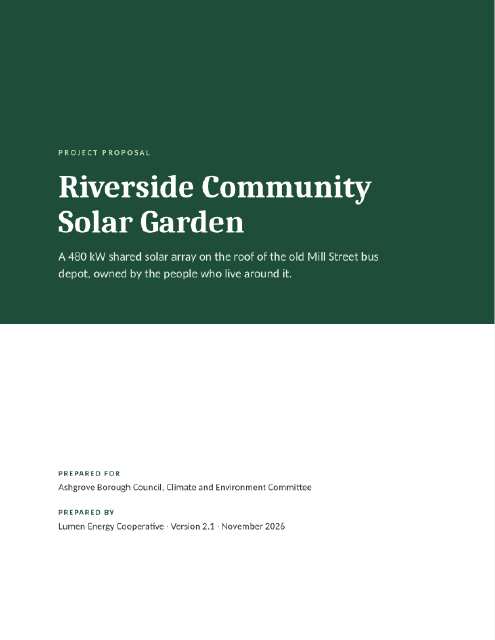 PROJECT PROPOSAL
Riverside Community
Solar Garden
A 480 kW shared solar array on the roof of the old Mill Street bus
depot, owned by the people who live around it.
PREPARED FOR
Ashgrove Borough Council, Climate and Environment Committee
PREPARED BY
Lumen Energy Cooperative · Version 2.1 · November 2026